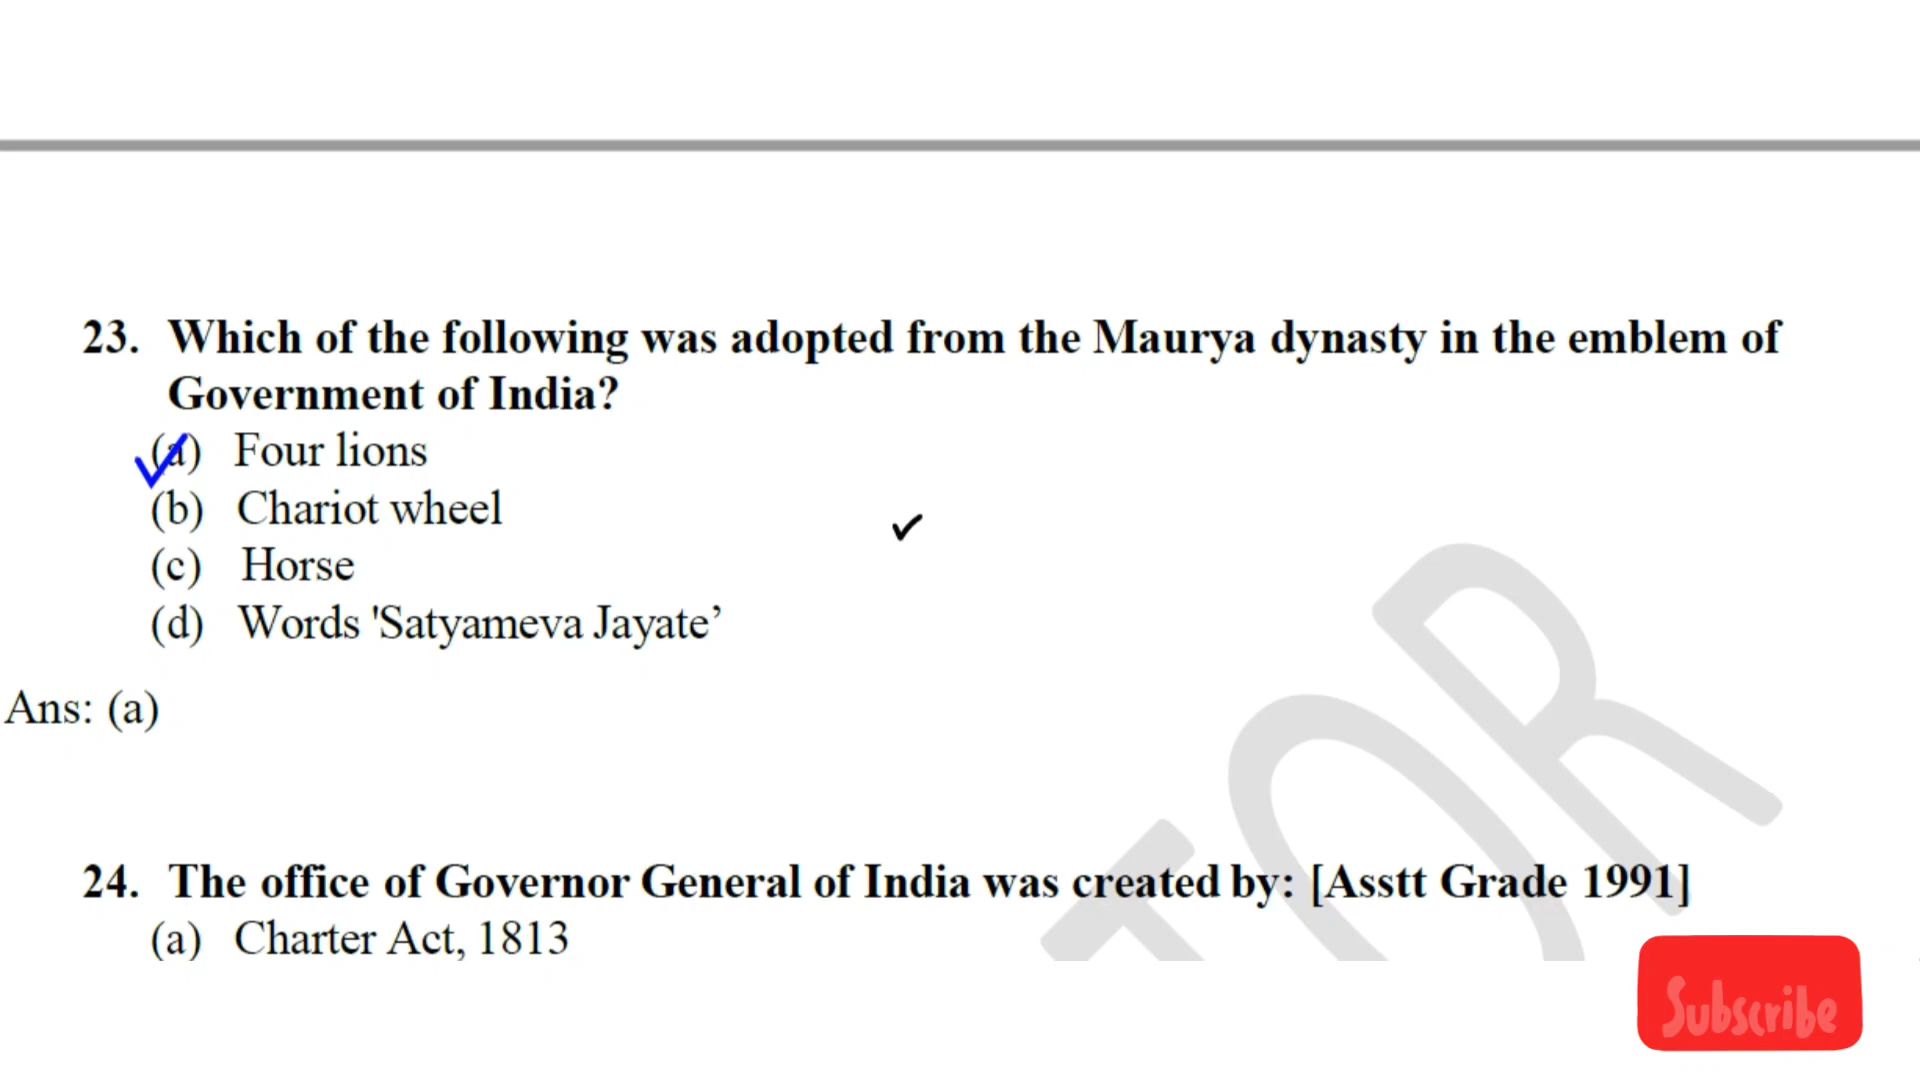 23. Which of the following was adopted from the Maurya dynasty in the emblem of
Government of India?
(a) Four lions
(b) Chariot wheel
(c) Horse
(d) Words 'Satyameva Jayate’
Ans: (a)
24. The office of Governor General of India was created by: [Asstt Grade 1991]
(a) Charter Act, 1813
TOR
Subscribe